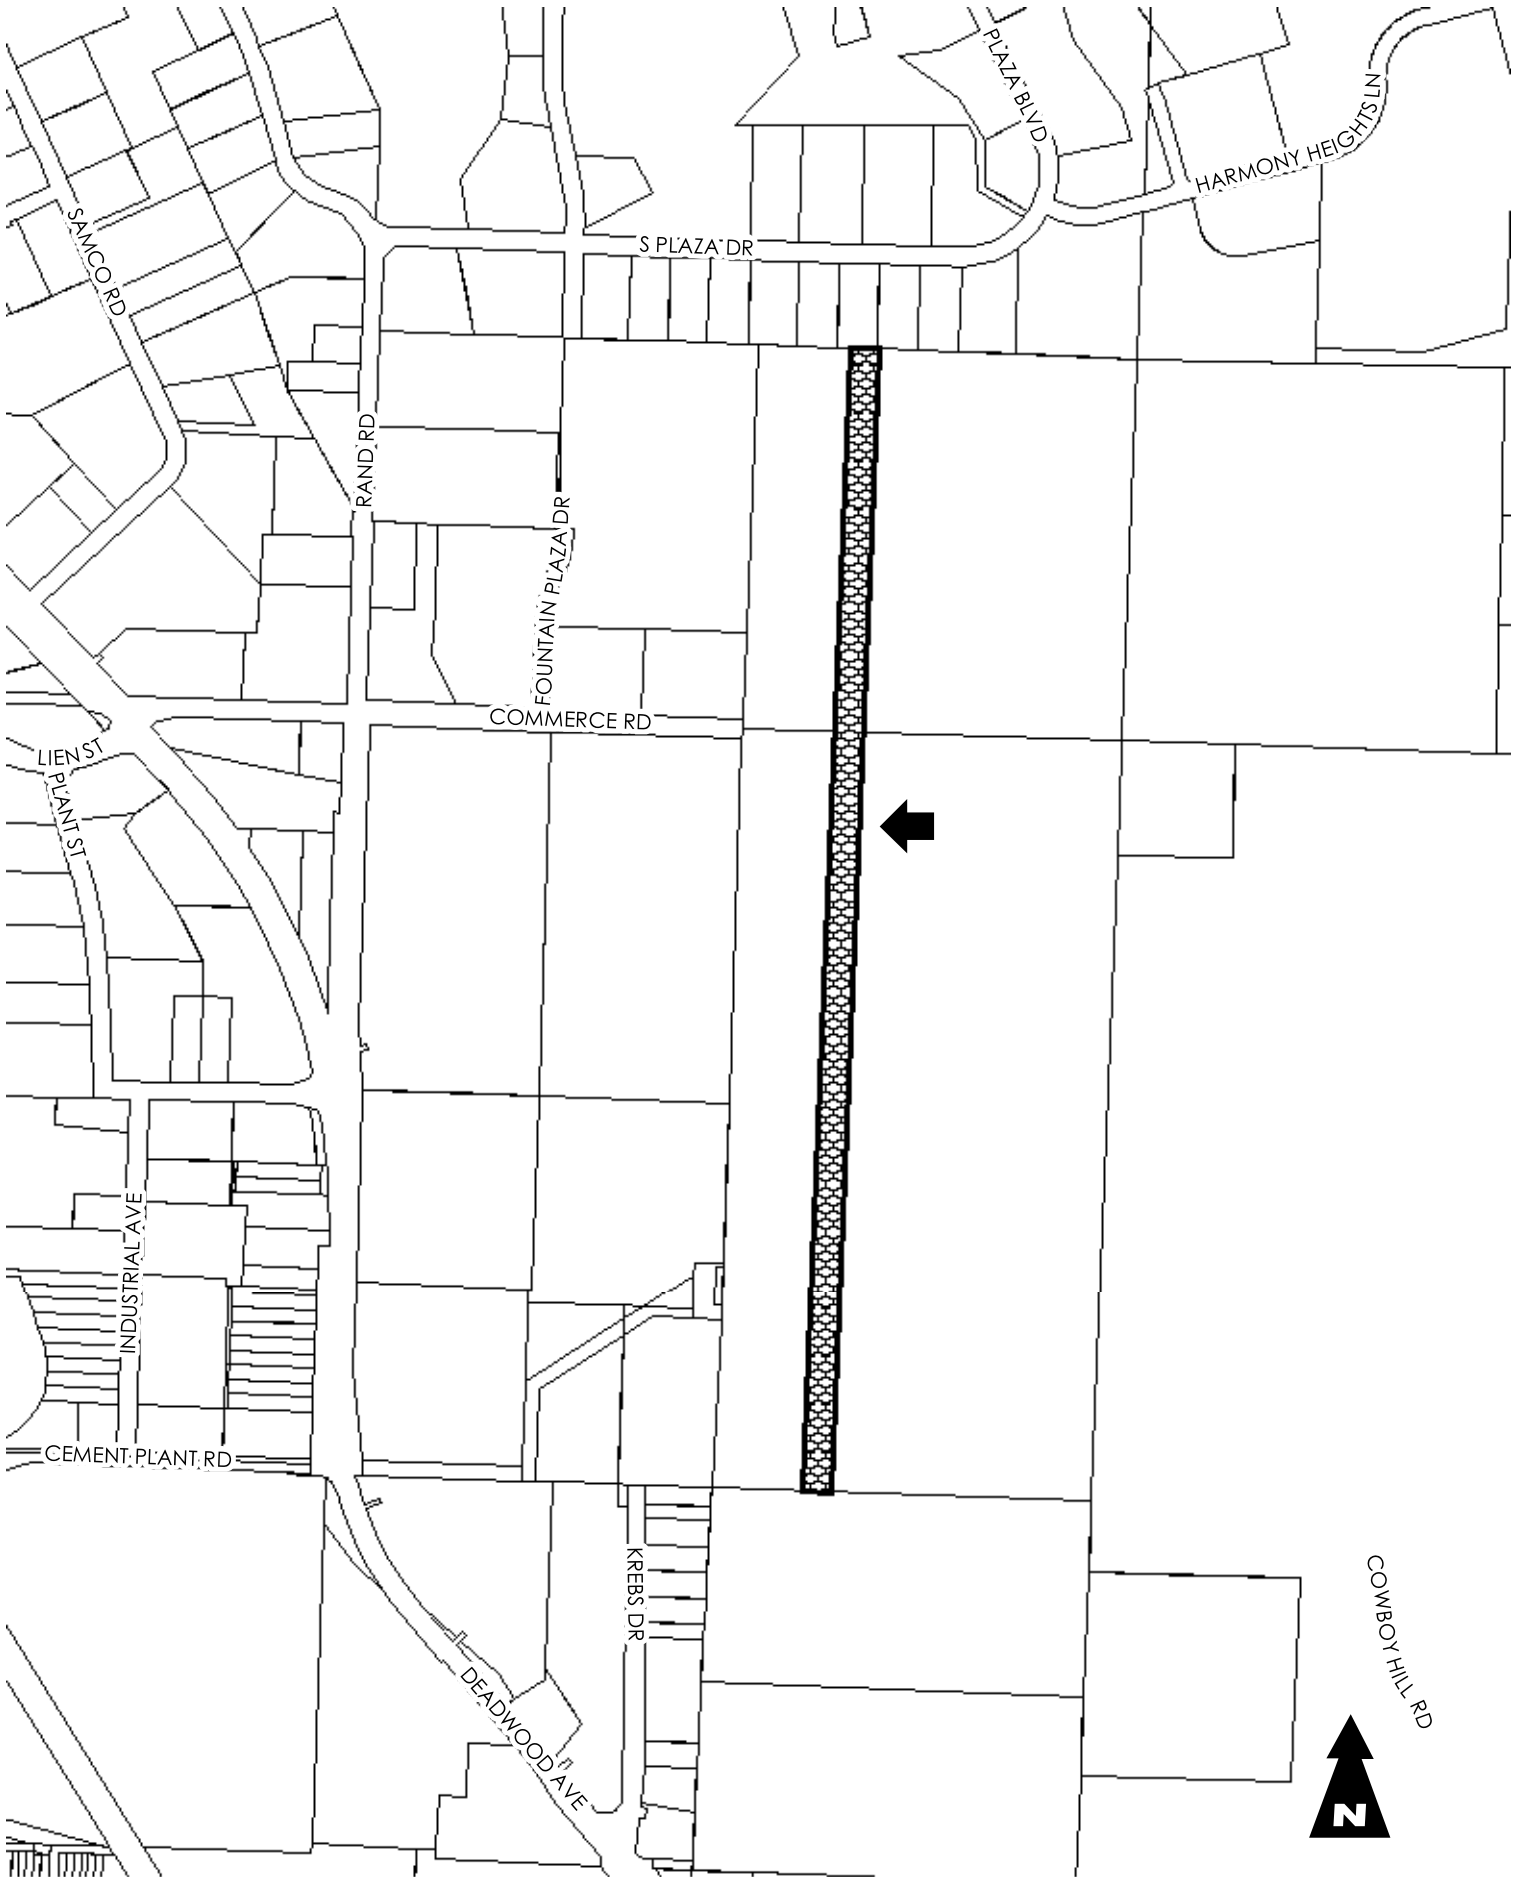 PLAZA BLVD
HARMONY HEIGHTS LN
SAMCO RD
S PLAZA DR
RAND RD
FOUNTAIN PLAZA DR
COMMERCE RD
LIEN ST
PLANT ST
INDUSTRIAL AVE
CEMENT PLANT RD
KREBS DR
COWBOY HILL RD
DEADWOOD AVE
N